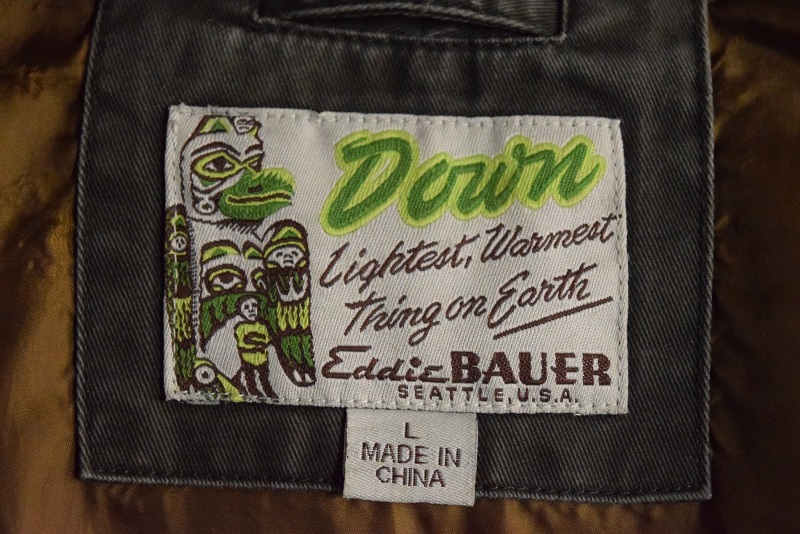 Down
Lightest, Warmest
Thing on Earth
Eddie BAUER
SEATTLE, U.S.A.
L
MADE IN
CHINA